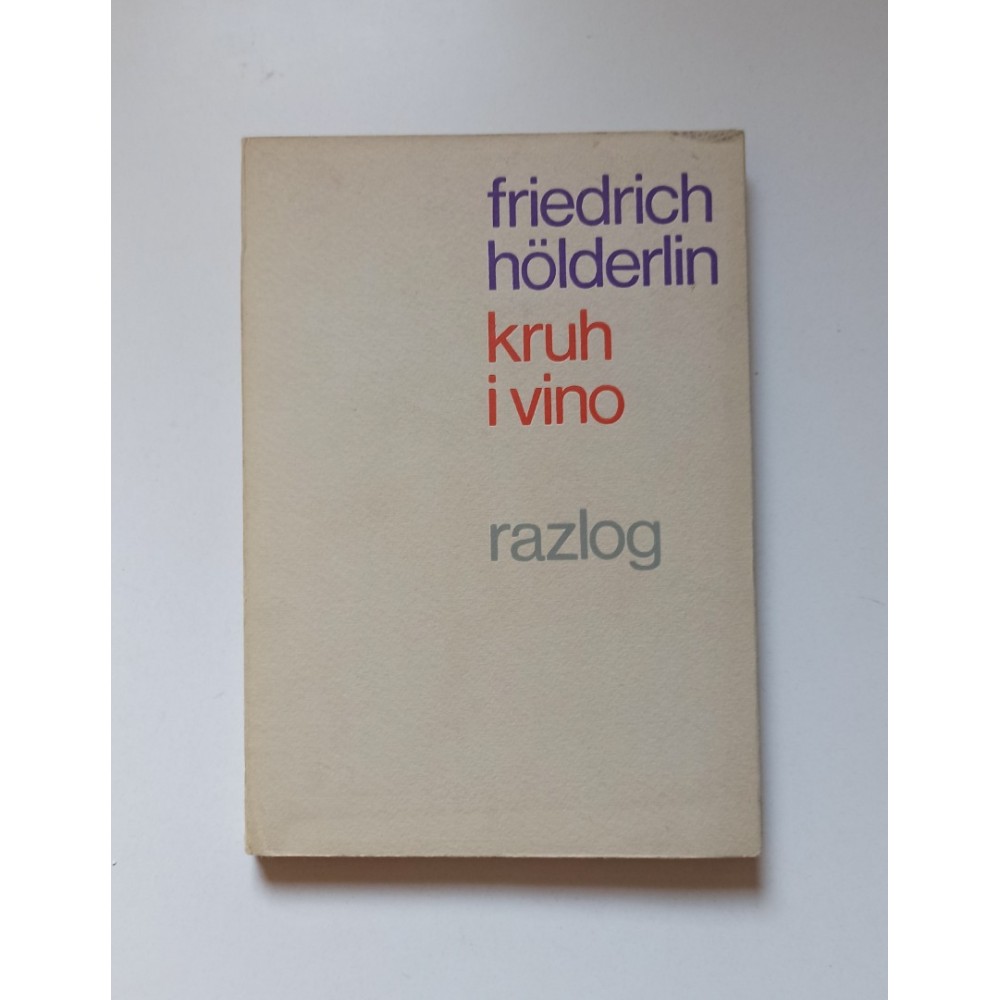 friedrich
hölderlin
kruh
i vino
razlog